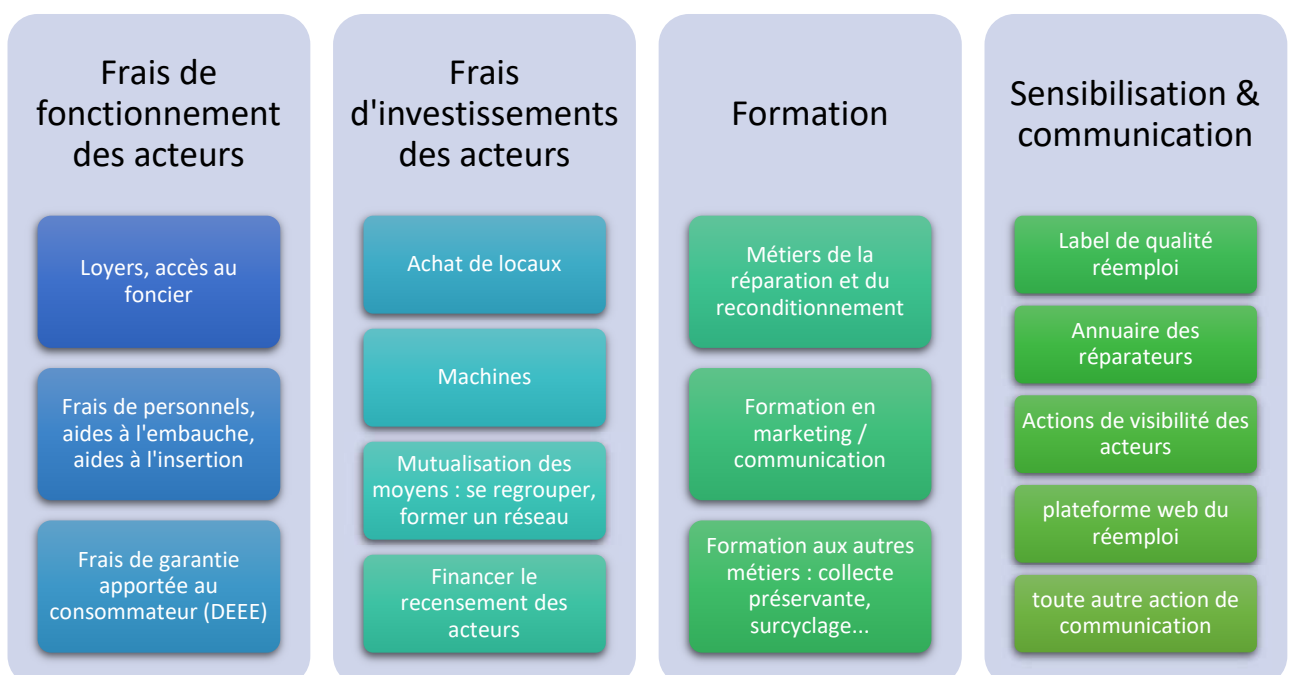 Frais de
fonctionnement
des acteurs
Loyers, accès au
foncier
Frais de personnels,
aides à l'embauche,
aides à l'insertion
Frais de garantie
apportée au
consommateur (DEEE)
Frais
d'investissements
des acteurs
Achat de locaux
Machines
Mutualisation des
moyens : se regrouper,
former un réseau
Financer le
recensement des
acteurs
Formation
Métiers de la
réparation et du
reconditionnement
Formation en
marketing /
communication
Formation aux autres
métiers : collecte
préservante,
surcyclage...
Sensibilisation &
communication
Label de qualité
réemploi
Annuaire des
réparateurs
Actions de visibilité des
acteurs
plateforme web du
réemploi
toute autre action de
communication